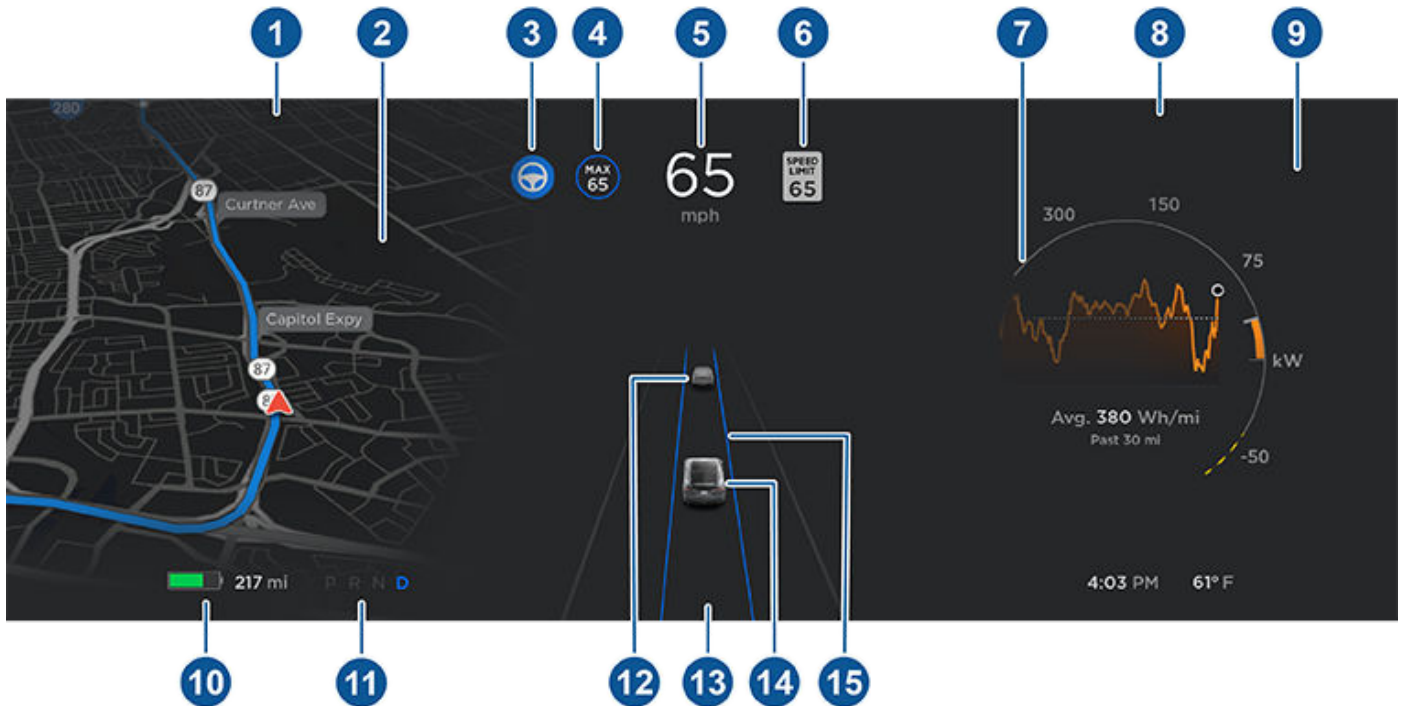 1 2 3 4 5 6 7 8 9
280
87
Curtner Ave
MAX
65
65
mph
SPEED
LIMIT
65
300 150
75
kW
-50
Capitol Expy
87
8
Avg. 380 Wh/mi
Past 30 mi
217 mi P R N D
4:03 PM 61° F
10 11 12 13 14 15